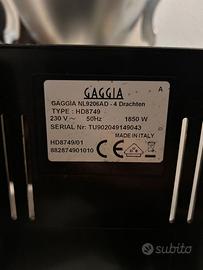 GAGGIA
A
GAGGIA NL9206AD - 4 Drachten
TYPE : HD8749
230 V ~ 50Hz 1850 W
SERIAL Nr: TU902049149043
MADE IN ITALY
HD8749/01
882874901010
subito